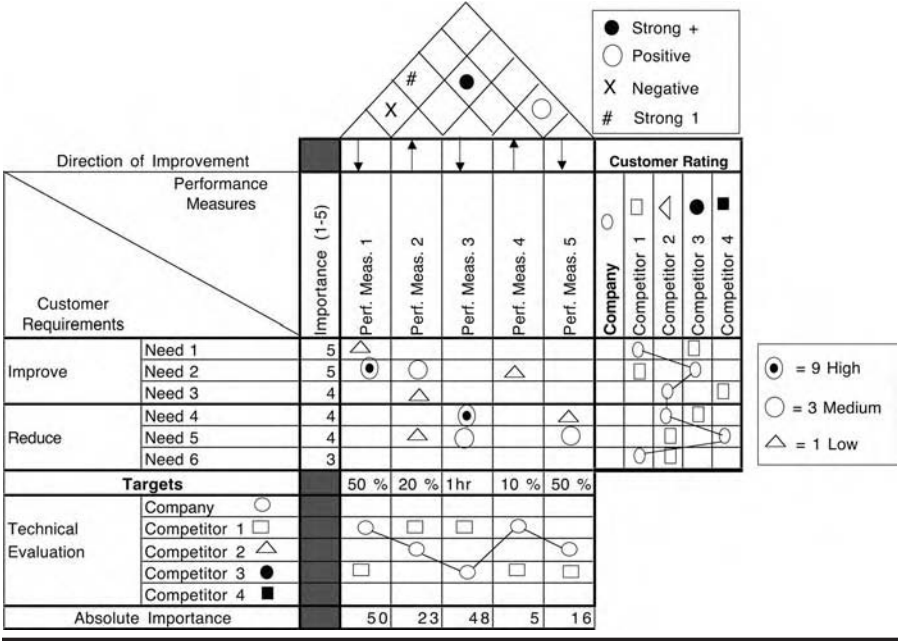 Strong +
Positive
X Negative
# Strong 1
#
X
Direction of Improvement
Customer Rating
Performance
Measures
Customer
Requirements
Importance (1-5)
Perf. Meas. 1
Perf. Meas. 2
Perf. Meas. 3
Perf. Meas. 4
Perf. Meas. 5
Company
Competitor 1
Competitor 2
Competitor 3
Competitor 4
Improve
Need 1 5
Need 2 5
Need 3 4
Reduce
Need 4 4
Need 5 4
Need 6 3
= 9 High
= 3 Medium
= 1 Low
Targets 50 % 20 % 1hr 10 % 50 %
Technical
Evaluation
Company
Competitor 1
Competitor 2
Competitor 3
Competitor 4
Absolute Importance 50 23 48 5 16